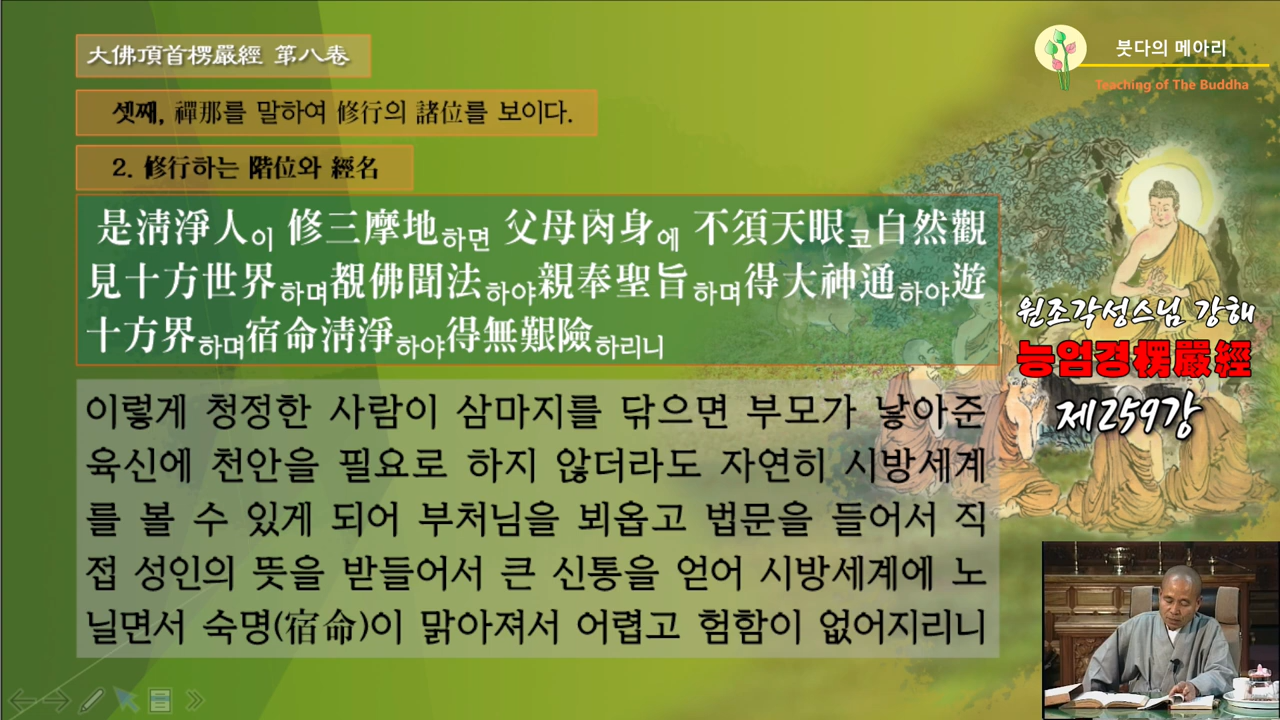 大佛頂首楞嚴經 第八卷
셋째, 禪那를 말하여 修行의 諸位를 보이다.
2. 修行하는 階位와 經名
是淸淨人이 修三摩地하면 父母肉身에 不須天眼코自然觀
見十方世界하며覩佛聞法하야親奉聖旨하며得大神通하야遊
十方界하며宿命淸淨하야得無艱險하리니
이렇게 청정한 사람이 삼마지를 닦으면 부모가 낳아준
육신에 천안을 필요로 하지 않더라도 자연히 시방세계
를 볼 수 있게 되어 부처님을 뵈옵고 법문을 들어서 직
접 성인의 뜻을 받들어서 큰 신통을 얻어 시방세계에 노
닐면서 숙명(宿命)이 맑아져서 어렵고 험함이 없어지리니
붓다의 메아리
Teaching of The Buddha
원조각성스님 강해
능엄경楞嚴經
제259강